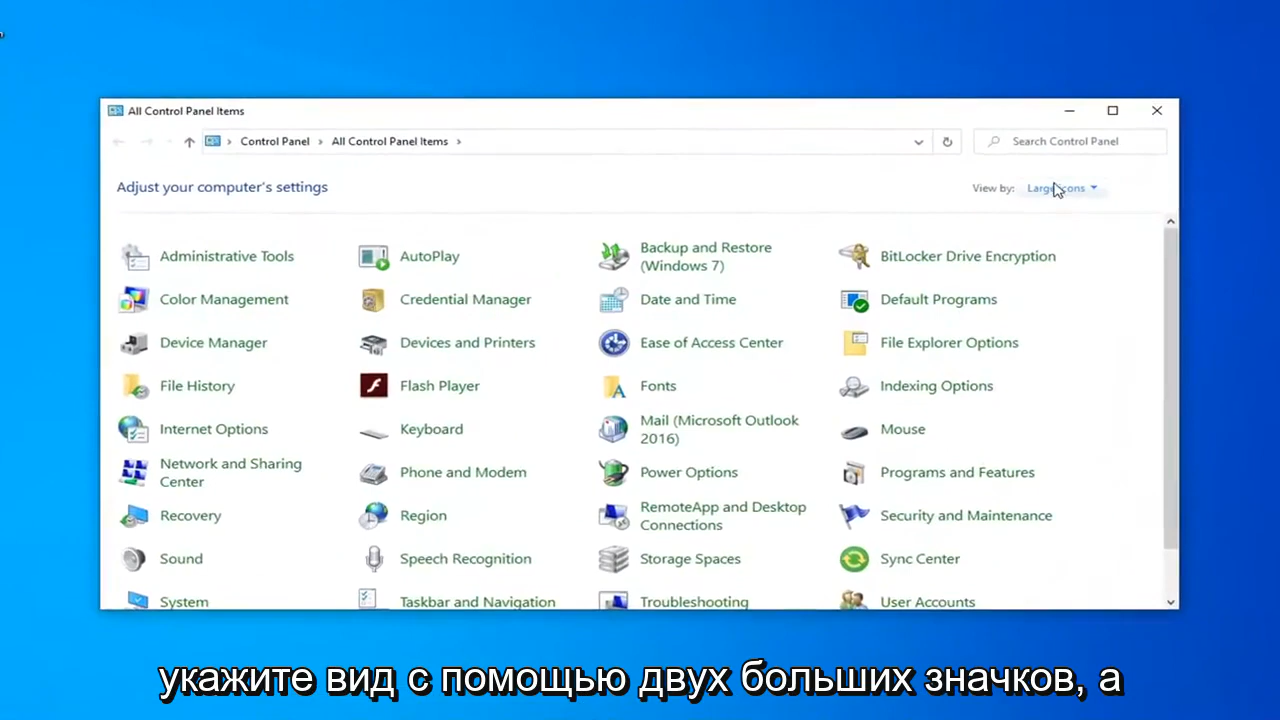 All Control Panel Items
Control Panel > All Control Panel Items >
Search Control Panel
Adjust your computer's settings
View by: Large icons
Administrative Tools
AutoPlay
Backup and Restore
(Windows 7)
BitLocker Drive Encryption
Color Management
Credential Manager
Date and Time
Default Programs
Device Manager
Devices and Printers
Ease of Access Center
File Explorer Options
File History
Flash Player
Fonts
Indexing Options
Internet Options
Keyboard
Mail (Microsoft Outlook
2016)
Mouse
Network and Sharing
Center
Phone and Modem
Power Options
Programs and Features
Recovery
Region
RemoteApp and Desktop
Connections
Security and Maintenance
Sound
Speech Recognition
Storage Spaces
Sync Center
System
Taskbar and Navigation
Troubleshooting
User Accounts
укажите вид с помощью двух больших значков, а